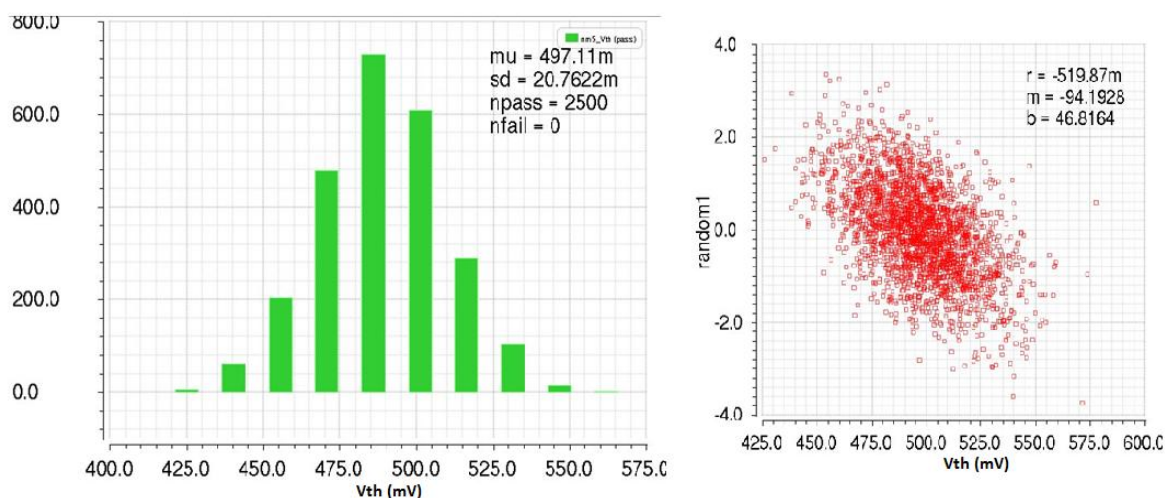 800.0
600.0
400.0
200.0
0.0
nm5_Vth (pass)
mu = 497.11m
sd = 20.7622m
npass = 2500
nfail = 0
400.0 425.0 450.0 475.0 500.0 525.0 550.0 575.0
Vth (mV)
4.0
2.0
0.0
-2.0
-4.0
random1
r = -519.87m
m = -94.1928
b = 46.8164
425.0 450.0 475.0 500.0 525.0 550.0 575.0 600.0
Vth (mV)